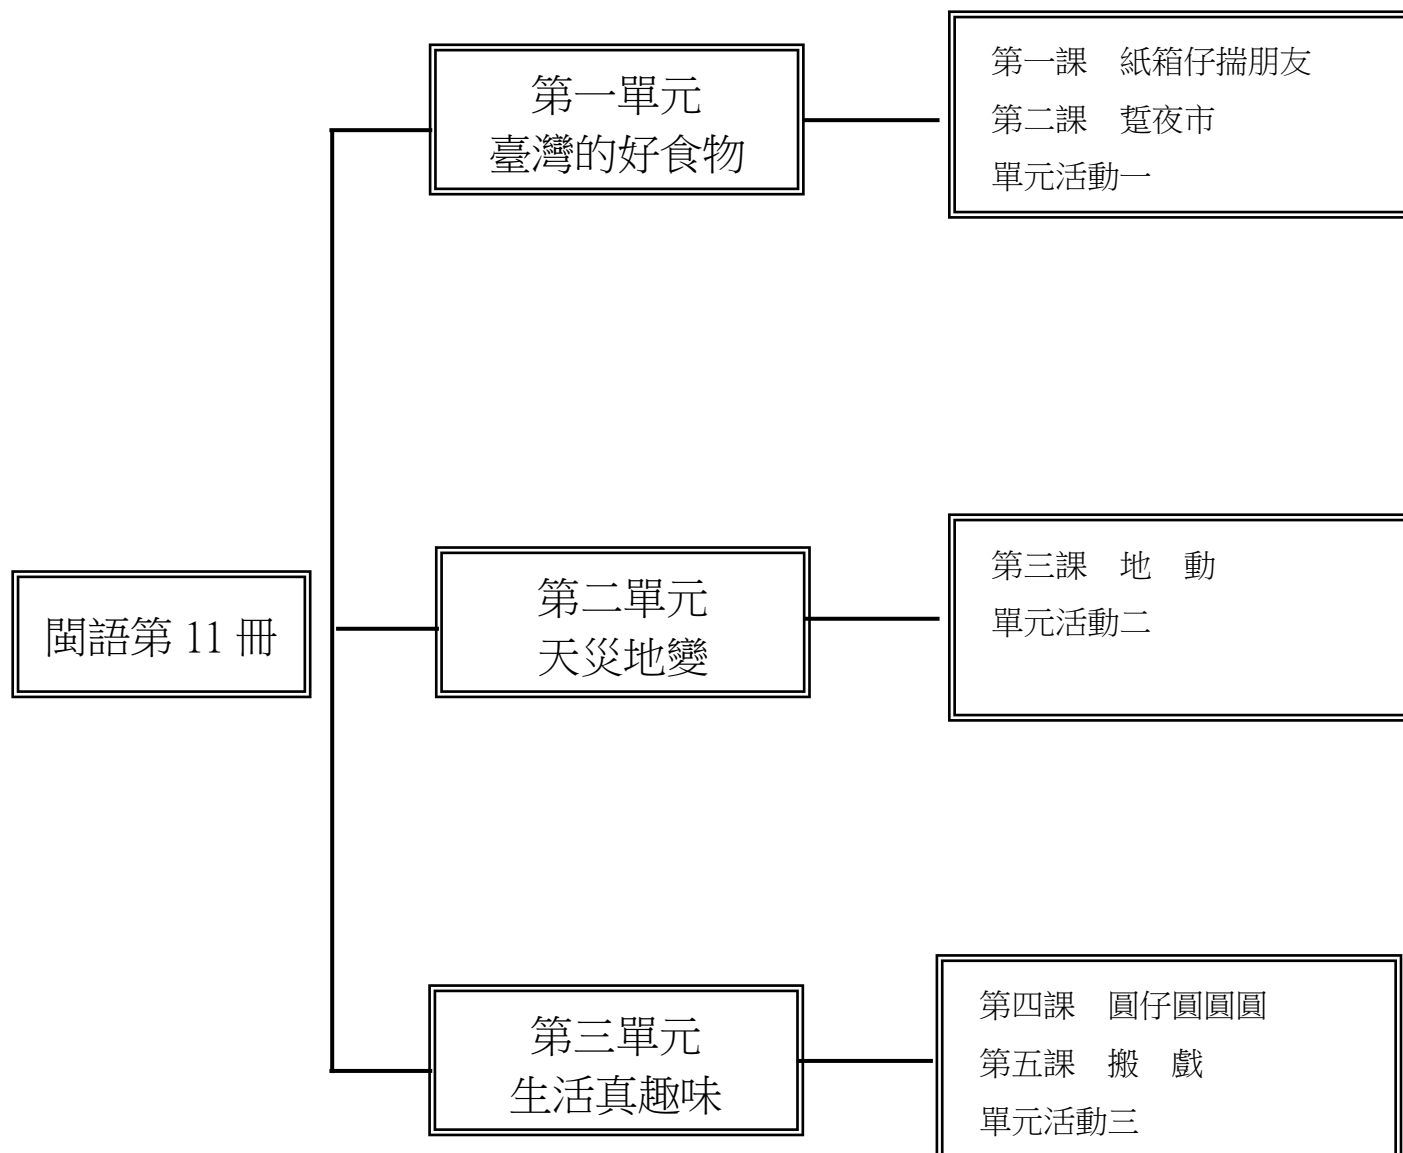 閩語第 11 冊
第一單元
臺灣的好食物
第一課　紙箱仔揣朋友
第二課　踅夜市
單元活動一
第二單元
天災地變
第三課　地　動
單元活動二
第三單元
生活真趣味
第四課　圓仔圓圓圓
第五課　搬　戲
單元活動三